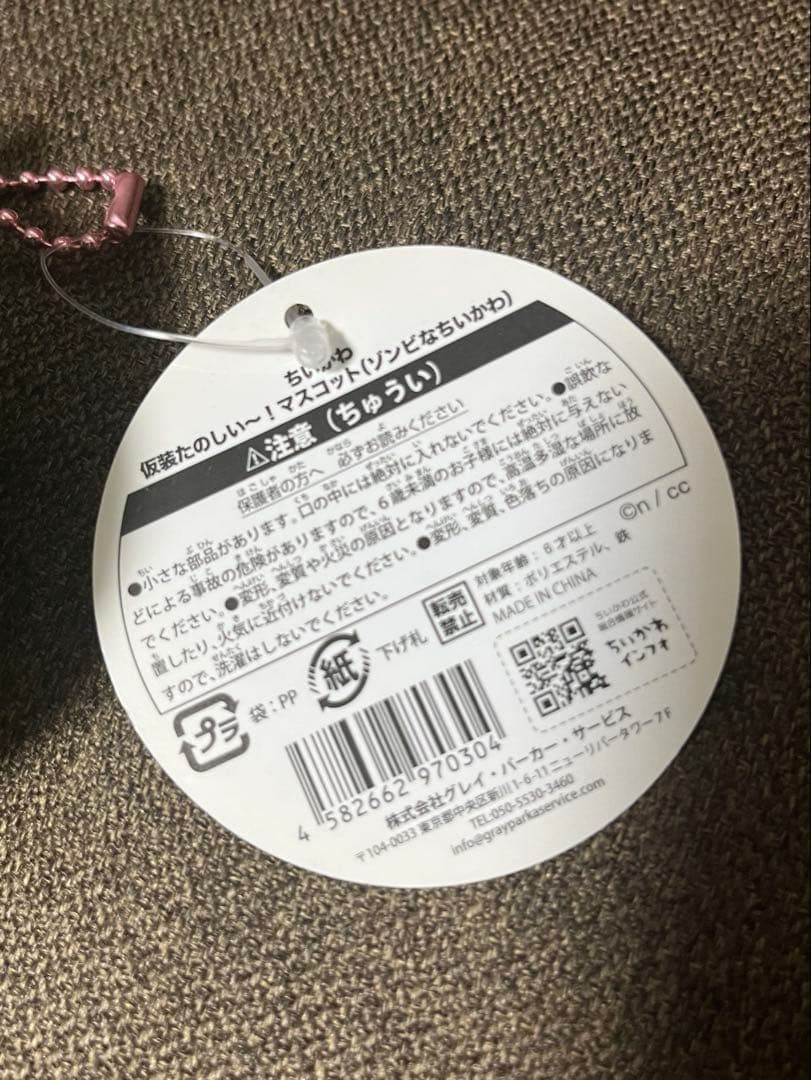 ちいかわ
仮装たのしい～！マスコット(ゾンビなちいかわ)
⚠注意（ちゅうい）
保護者の方へ 必ずお読みください
●小さな部品があります。口の中には絶対に入れないでください。●誤飲な
どによる事故の危険がありますので、6歳未満のお子様には絶対に与えない
でください。●変形、変質や火災の原因となりますので、高温多湿な場所に放
置したり、火気に近付けないでください。●変形、変質、色落ちの原因になりま
すので、洗濯はしないでください。
©n / cc
プラ
袋：PP
紙
下げ札
転売
禁止
対象年齢：6才以上
材質：ポリエステル、鉄
MADE IN CHINA
ちいかわ公式
総合情報サイト
ちいかわ
インフォ
4 582662 970304
株式会社グレイ・パーカー・サービス
〒104-0033 東京都中央区新川1-6-11 ニューリバータワー7F
TEL:050-5530-3460
info@grayparkaservice.com